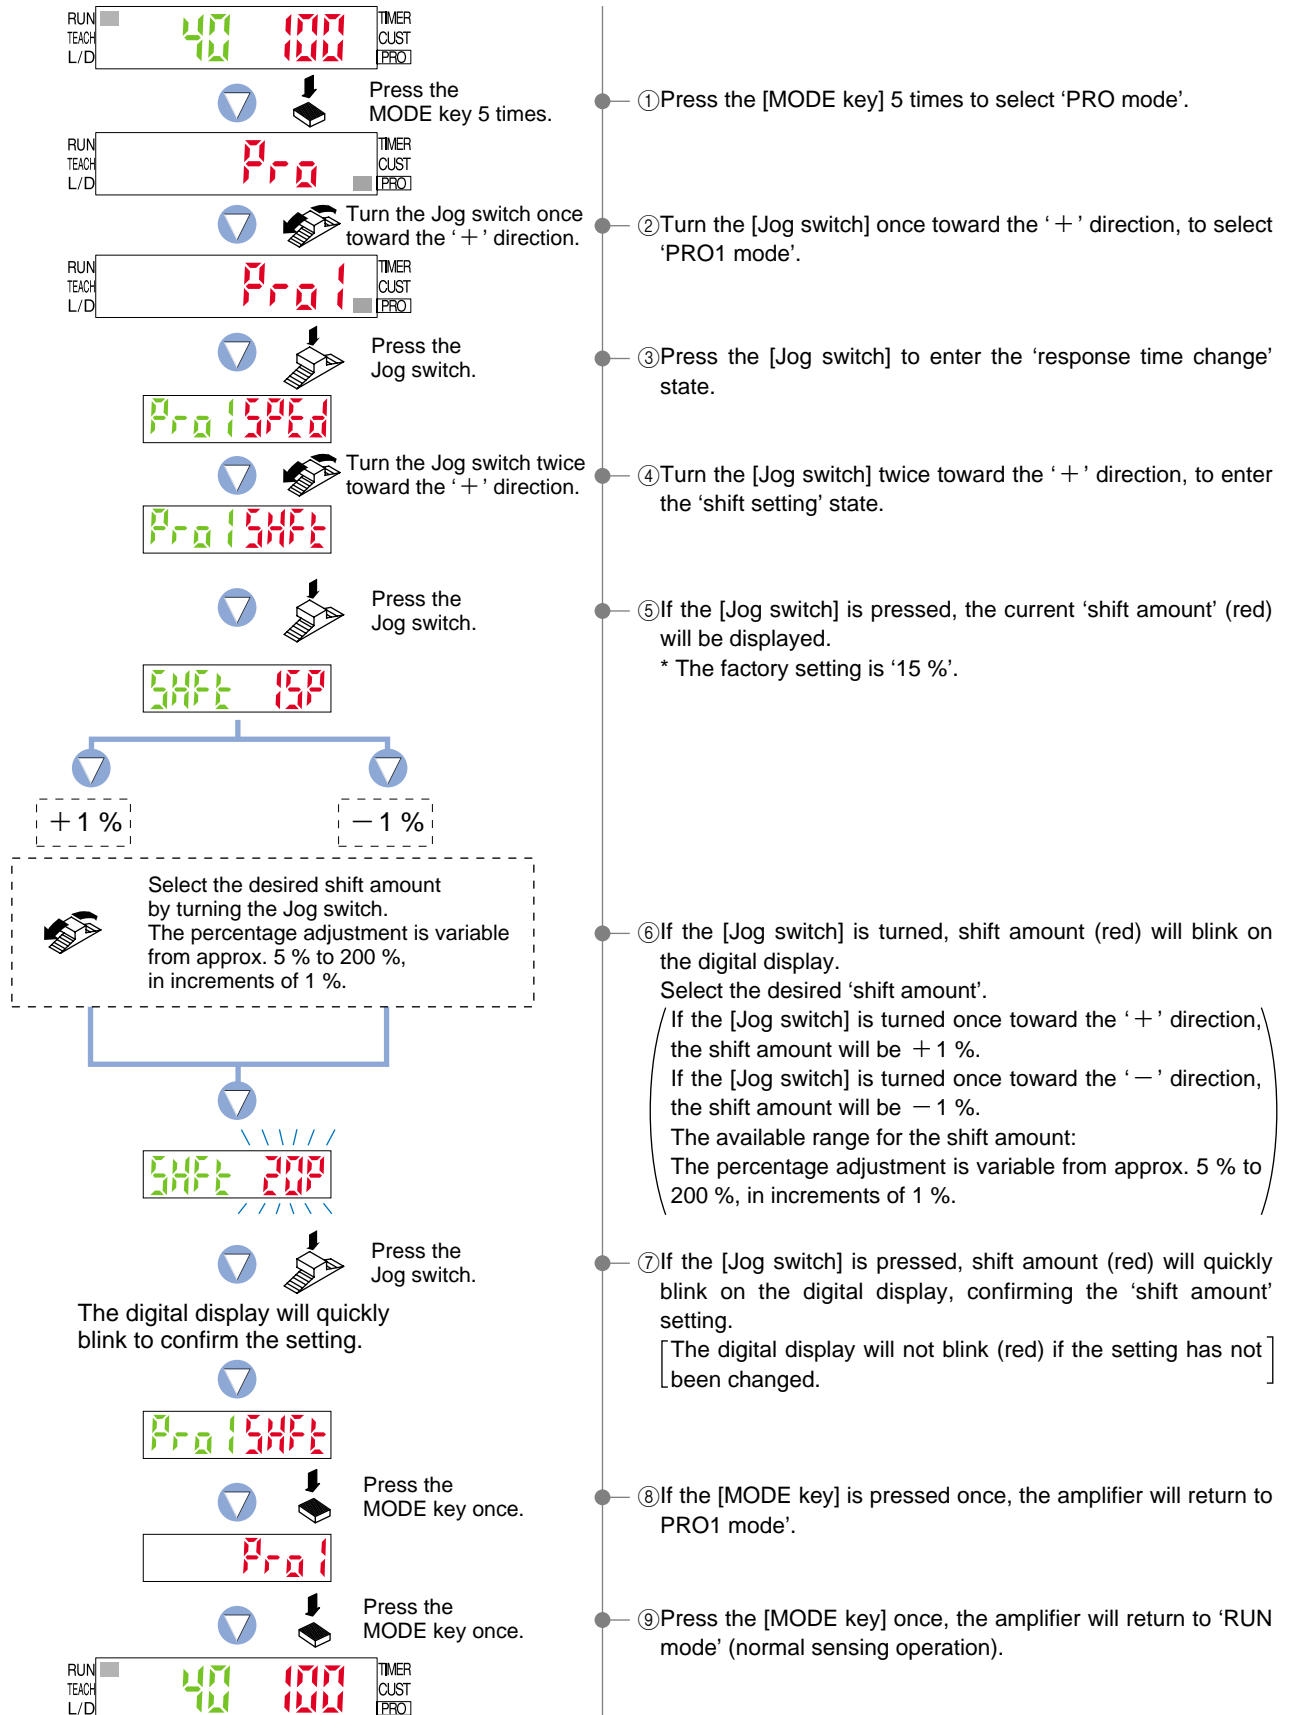 RUN 40 100 TIMER
TEACH CUST
L/D PRO
Press the
MODE key 5 times.
①Press the [MODE key] 5 times to select ‘PRO mode’.
RUN Pro TIMER
TEACH CUST
L/D PRO
Turn the Jog switch once
toward the ‘＋’ direction.
②Turn the [Jog switch] once toward the ‘＋’ direction, to select
‘PRO1 mode’.
RUN Pro1 TIMER
TEACH CUST
L/D PRO
Press the
Jog switch.
③Press the [Jog switch] to enter the ‘response time change’
state.
Pro1 SPEd
Turn the Jog switch twice
toward the ‘＋’ direction.
④Turn the [Jog switch] twice toward the ‘＋’ direction, to enter
the ‘shift setting’ state.
Pro1 SHFt
Press the
Jog switch.
⑤If the [Jog switch] is pressed, the current ‘shift amount’ (red)
will be displayed.
* The factory setting is ‘15 %’.
SHFt 15P
＋1 % －1 %
Select the desired shift amount
by turning the Jog switch.
The percentage adjustment is variable
from approx. 5 % to 200 %,
in increments of 1 %.
⑥If the [Jog switch] is turned, shift amount (red) will blink on
the digital display.
Select the desired ‘shift amount’.
If the [Jog switch] is turned once toward the ‘＋’ direction,
the shift amount will be ＋1 %.
If the [Jog switch] is turned once toward the ‘－’ direction,
the shift amount will be －1 %.
The available range for the shift amount:
The percentage adjustment is variable from approx. 5 % to
200 %, in increments of 1 %.
SHFt 20P
Press the
Jog switch.
The digital display will quickly
blink to confirm the setting.
⑦If the [Jog switch] is pressed, shift amount (red) will quickly
blink on the digital display, confirming the ‘shift amount’
setting.
[The digital display will not blink (red) if the setting has not
been changed.]
Pro1 SHFt
Press the
MODE key once.
⑧If the [MODE key] is pressed once, the amplifier will return to
PRO1 mode’.
Pro1
Press the
MODE key once.
⑨Press the [MODE key] once, the amplifier will return to ‘RUN
mode’ (normal sensing operation).
RUN 40 100 TIMER
TEACH CUST
L/D PRO